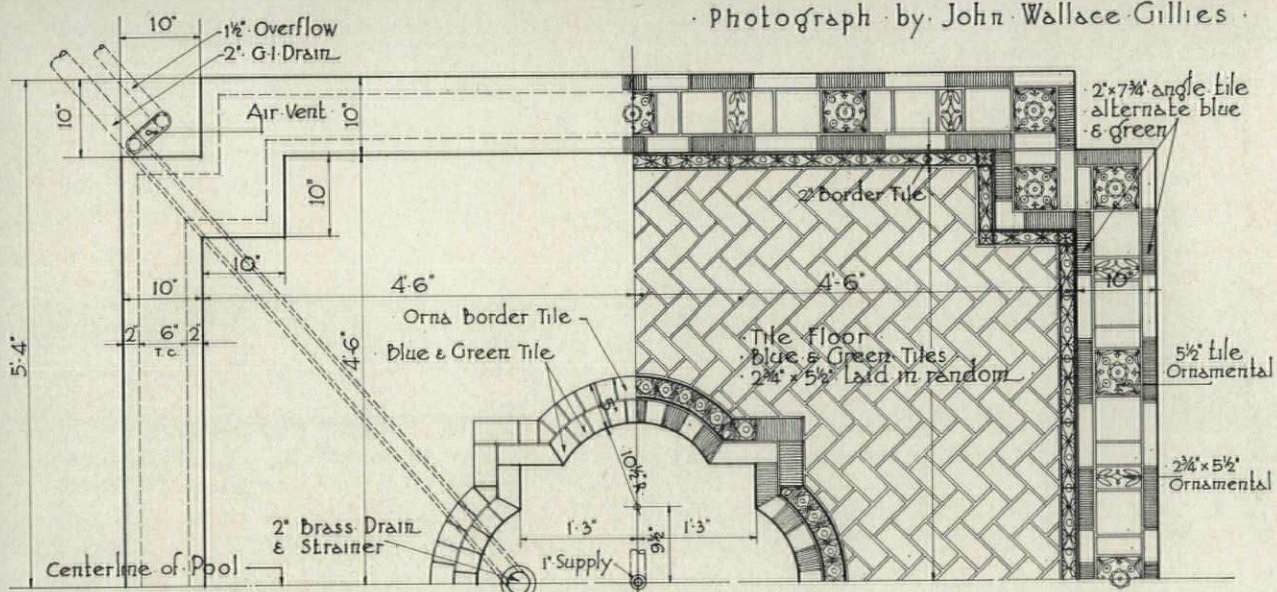 · Photograph by John Wallace Gillies ·
10"
1½" Overflow
2" G·I·Drain
10"
Air Vent
10"
2" × 7¾" angle tile
alternate blue
& green
10"
2" Border Tile
10"
10"
4'-6"
4'-6"
10"
Orna Border Tile
Blue & Green Tile
2"
6"
2"
T.C.
5'-4"
4'-6"
Tile Floor
Blue & Green Tiles
2¾" × 5½" Laid in random
5½" tile
Ornamental
5"
10½" R.
2¾" × 5½"
Ornamental
2" Brass Drain
& Strainer
1'-3"
1'-3"
9½"
1" Supply
Centerline of Pool